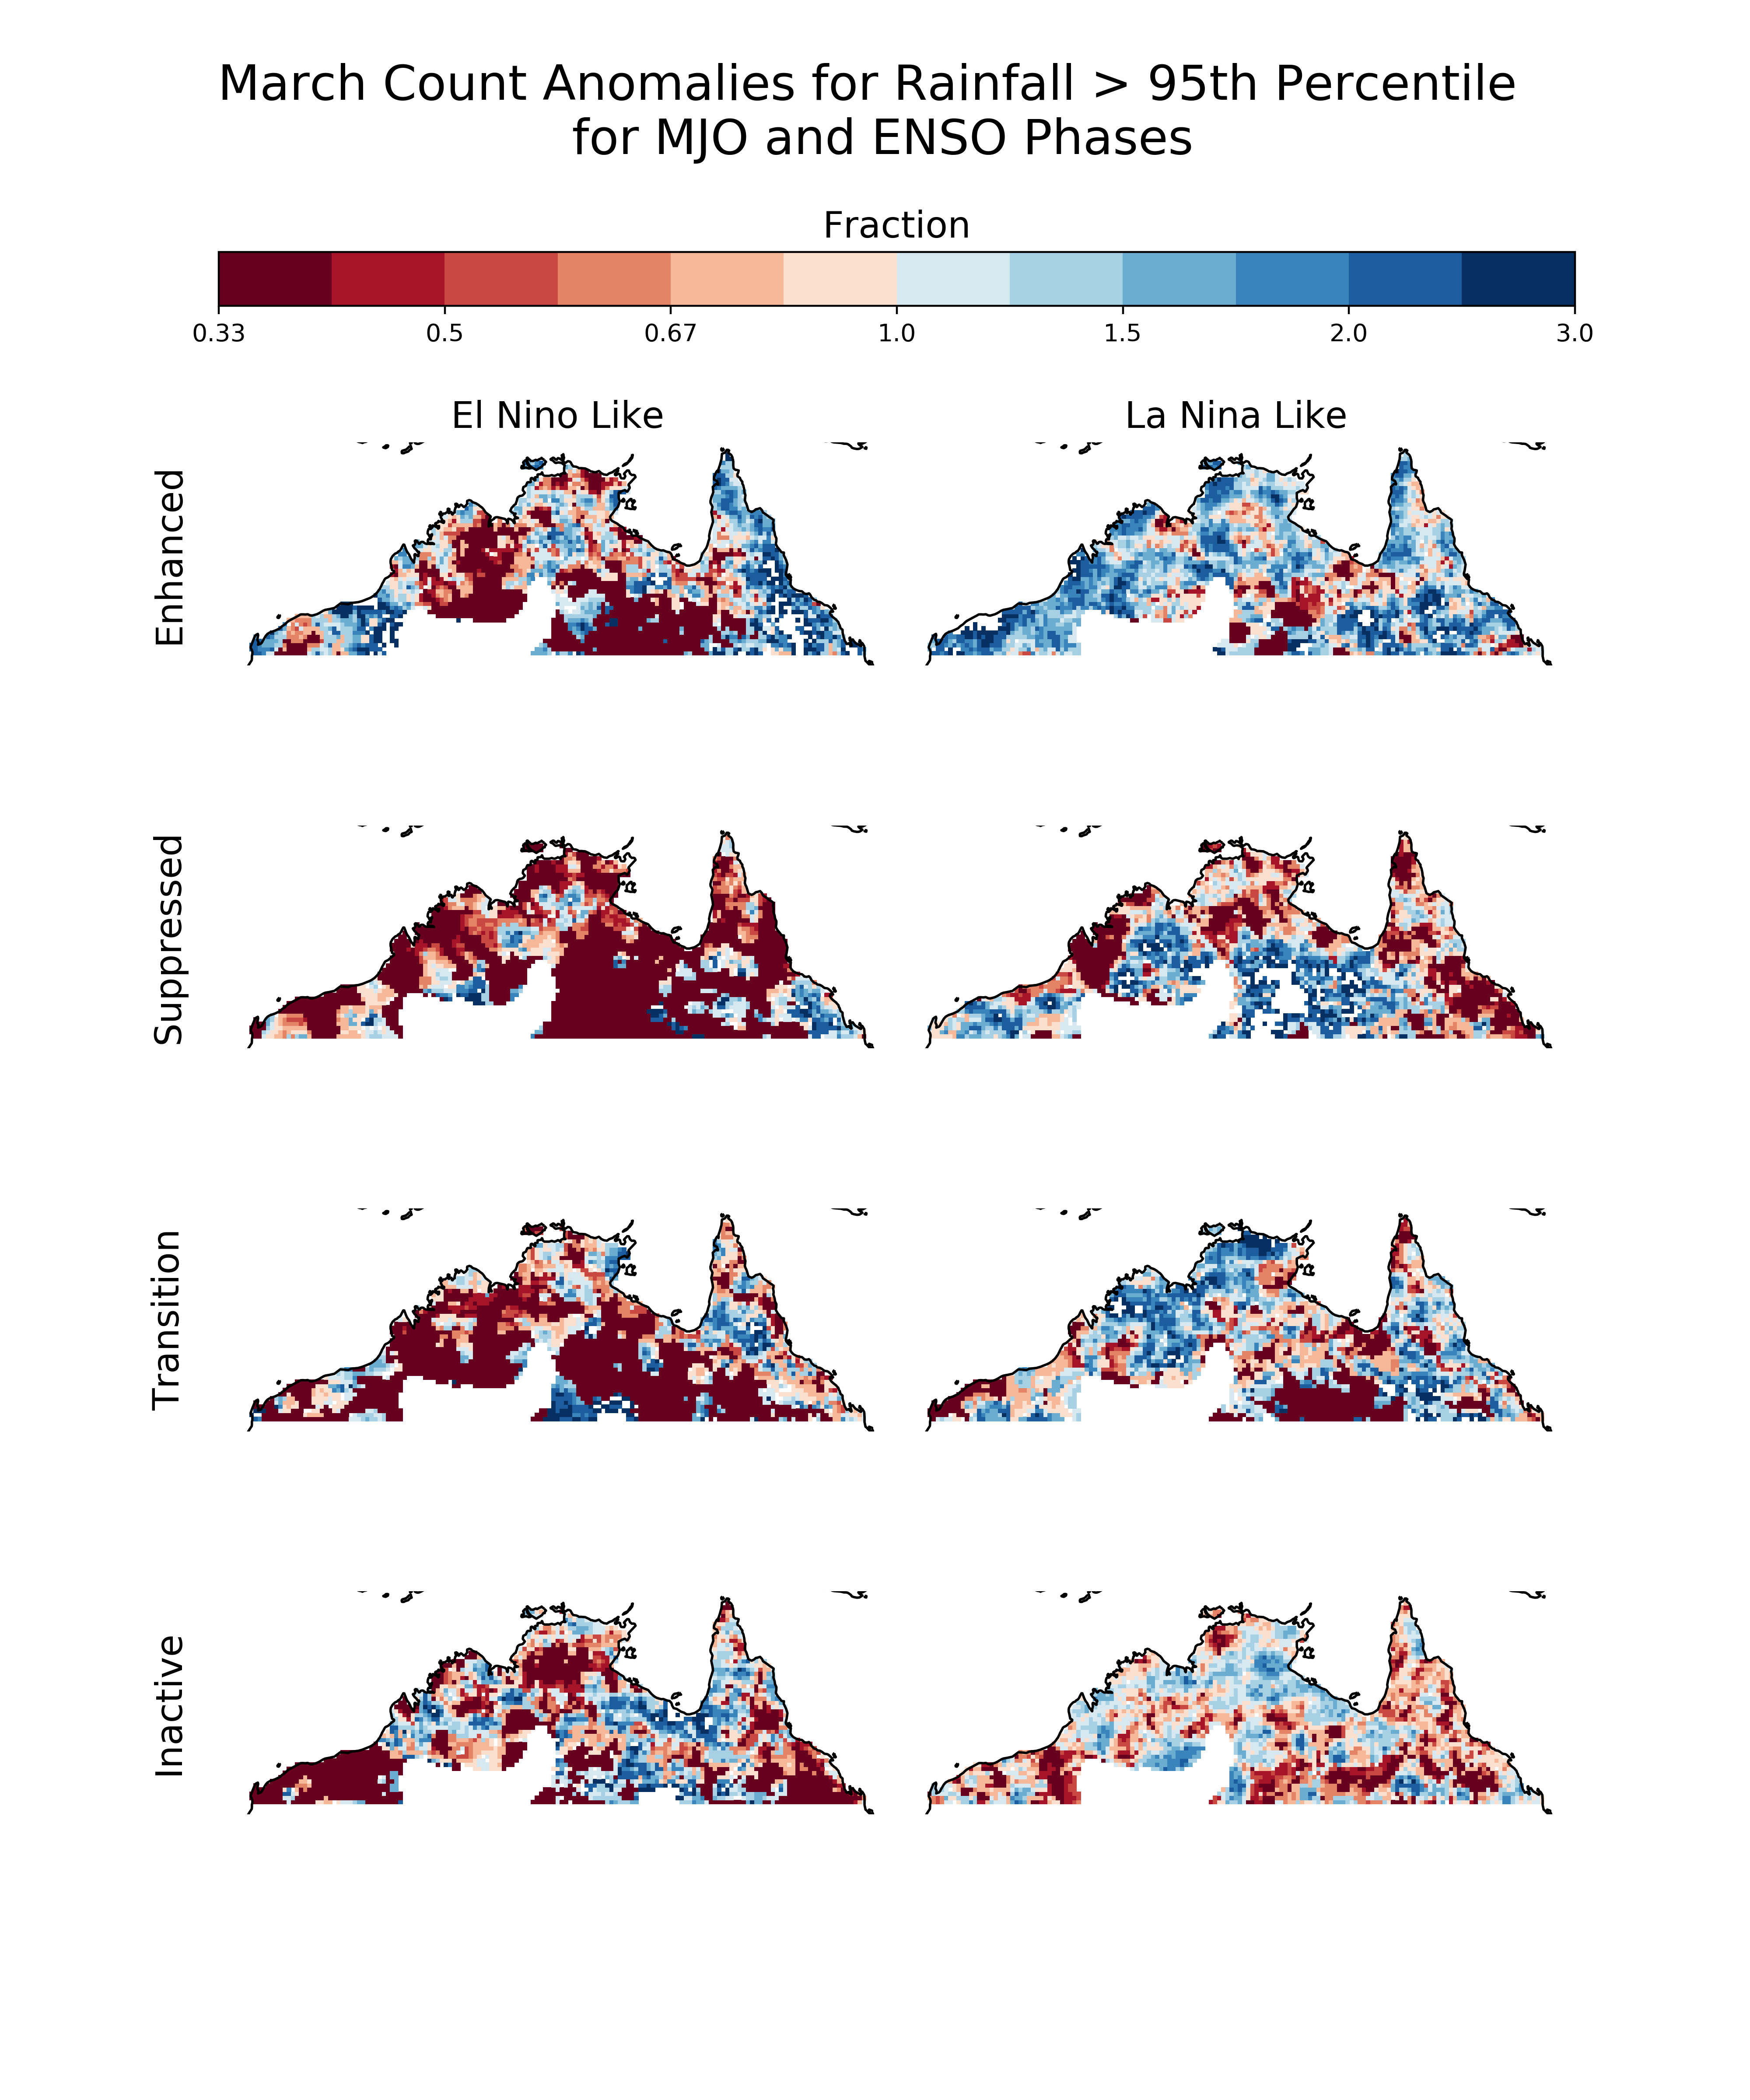 March Count Anomalies for Rainfall > 95th Percentile
for MJO and ENSO Phases
Fraction
0.33 0.5 0.67 1.0 1.5 2.0 3.0
El Nino Like La Nina Like
Enhanced
Suppressed
Transition
Inactive